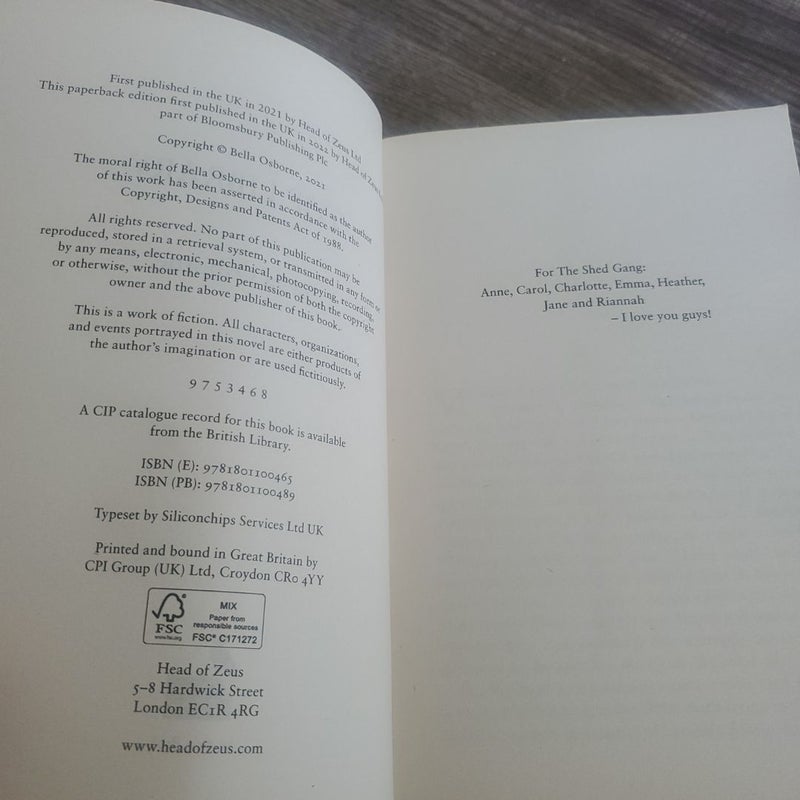 First published in the UK in 2021 by Head of Zeus Ltd
This paperback edition first published in the UK in 2022 by Head of Zeus
part of Bloomsbury Publishing Plc
Copyright © Bella Osborne, 2021
The moral right of Bella Osborne to be identified as the author
of this work has been asserted in accordance with the
Copyright, Designs and Patents Act of 1988.
All rights reserved. No part of this publication may be
reproduced, stored in a retrieval system, or transmitted in any form or
by any means, electronic, mechanical, photocopying, recording,
or otherwise, without the prior permission of both the copyright
owner and the above publisher of this book.
This is a work of fiction. All characters, organizations,
and events portrayed in this novel are either products of
the author's imagination or are used fictitiously.
9 7 5 3 4 6 8
A CIP catalogue record for this book is available
from the British Library.
ISBN (E): 9781801100465
ISBN (PB): 9781801100489
Typeset by Siliconchips Services Ltd UK
Printed and bound in Great Britain by
CPI Group (UK) Ltd, Croydon CR0 4YY
FSC
www.fsc.org
MIX
Paper from
responsible sources
FSC® C171272
Head of Zeus
5–8 Hardwick Street
London EC1R 4RG
www.headofzeus.com
For The Shed Gang:
Anne, Carol, Charlotte, Emma, Heather,
Jane and Riannah
– I love you guys!